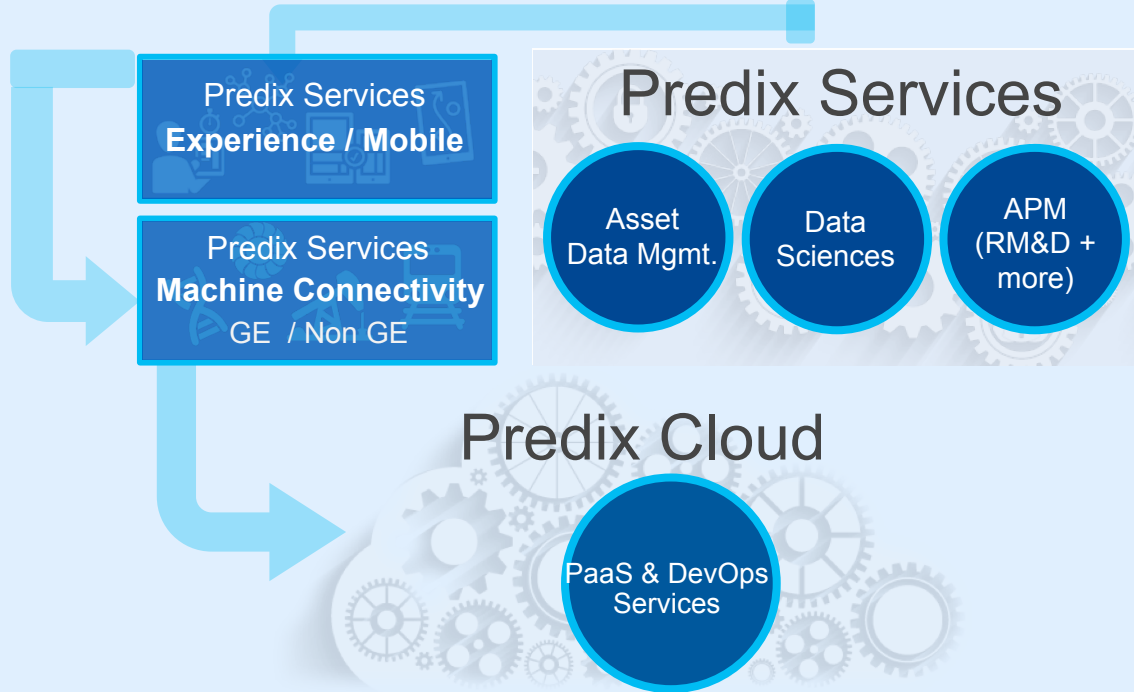 Predix Services
Experience / Mobile
Predix Services
Machine Connectivity
GE / Non GE
Predix Services
Asset
Data Mgmt.
Data
Sciences
APM
(RM&D +
more)
Predix Cloud
PaaS & DevOps
Services